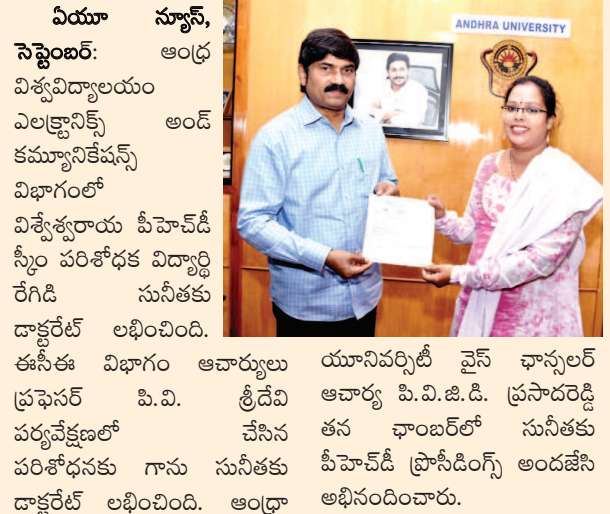 ఏయూ న్యూస్,
సెప్టెంబర్: ఆంధ్ర
విశ్వవిద్యాలయం
ఎలక్ట్రానిక్స్ అండ్
కమ్యూనికేషన్స్
విభాగంలో
విశ్వేశ్వరాయ పీహెచ్‌డీ
స్కీం పరిశోధక విద్యార్థి
రేగిడి సునీతకు
డాక్టరేట్ లభించింది.
ఈసీఈ విభాగం ఆచార్యులు
ప్రఫెసర్ పి.వి. శ్రీదేవి
పర్యవేక్షణలో చేసిన
పరిశోధనకు గాను సునీతకు
డాక్టరేట్ లభించింది. ఆంధ్రా
ANDHRA UNIVERSITY
యూనివర్సిటీ వైస్ ఛాన్సలర్
ఆచార్య పి.వి.జి.డి. ప్రసాదరెడ్డి
తన ఛాంబర్‌లో సునీతకు
పీహెచ్‌డీ ప్రొసీడింగ్స్ అందజేసి
అభినందించారు.